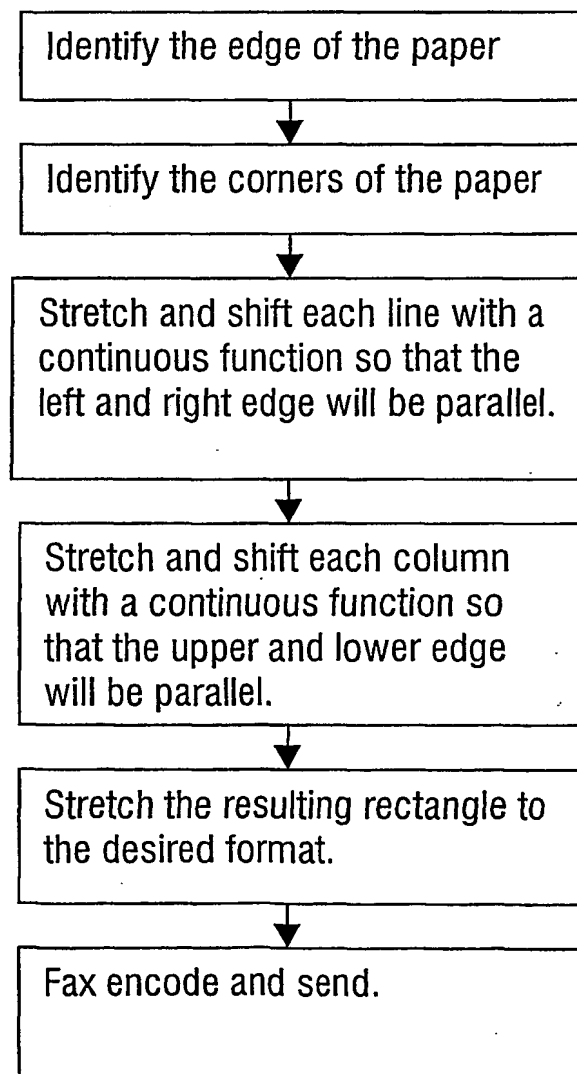 Identify the edge of the paper
Identify the corners of the paper
Stretch and shift each line with a
continuous function so that the
left and right edge will be parallel.
Stretch and shift each column
with a continuous function so
that the upper and lower edge
will be parallel.
Stretch the resulting rectangle to
the desired format.
Fax encode and send.